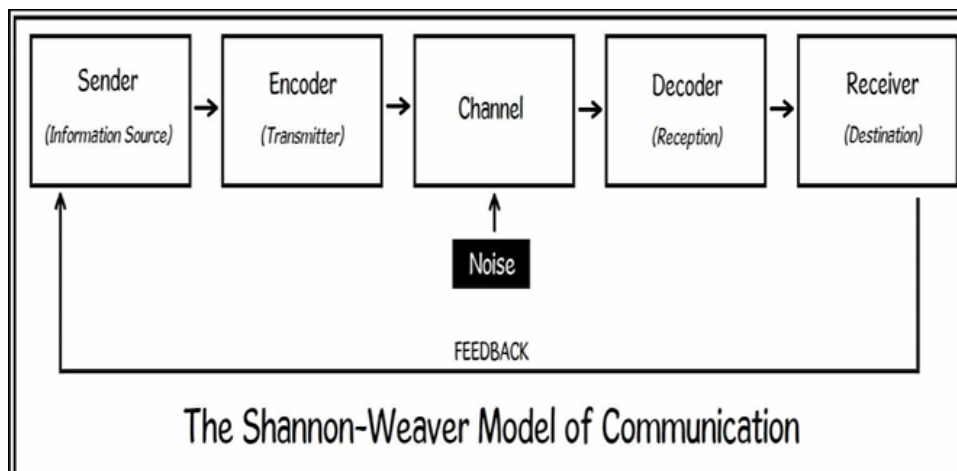 Sender
(Information Source)
Encoder
(Transmitter)
Channel
Decoder
(Reception)
Receiver
(Destination)
Noise
FEEDBACK
The Shannon-Weaver Model of Communication